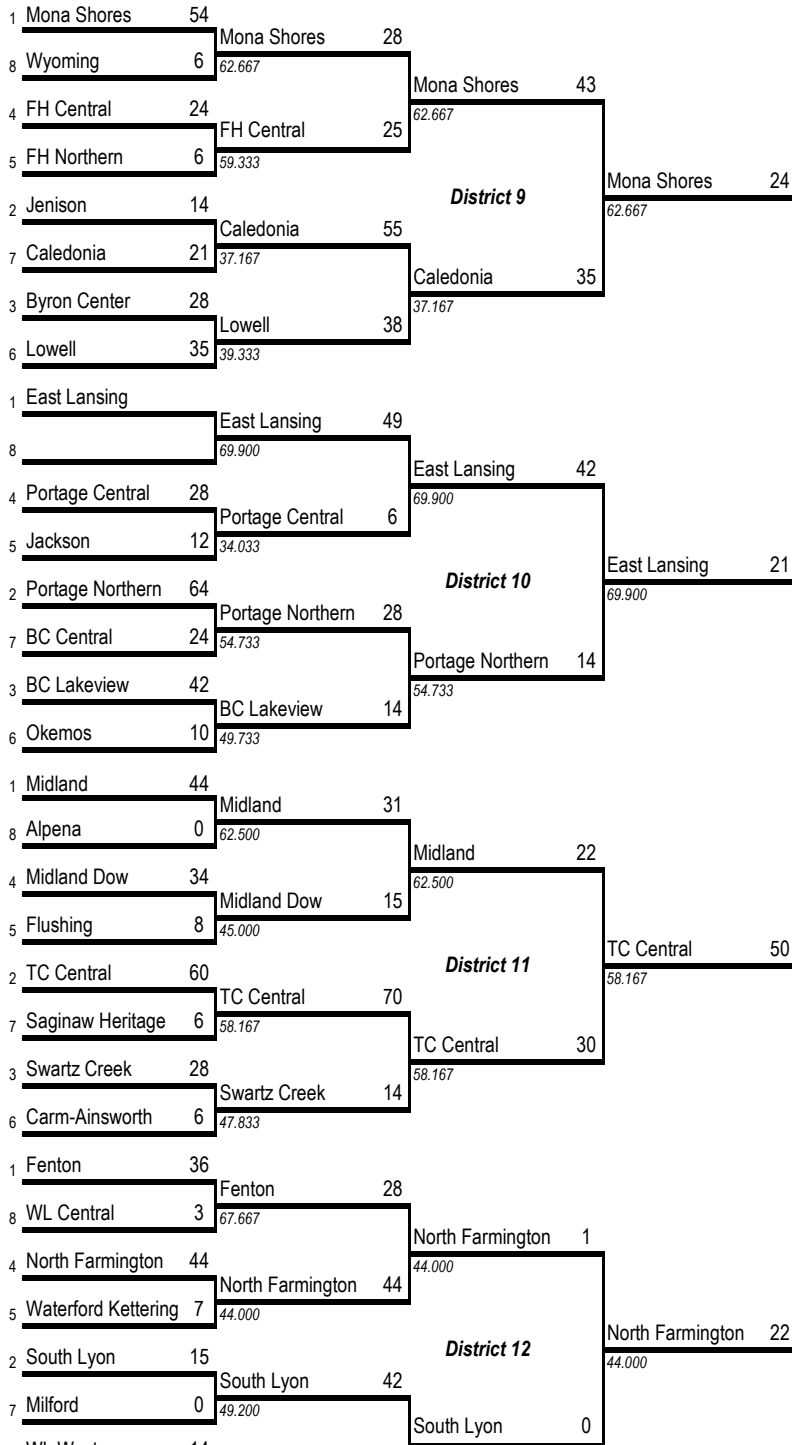 1 Mona Shores 54
8 Wyoming 6
4 FH Central 24
5 FH Northern 6
2 Jenison 14
7 Caledonia 21
3 Byron Center 28
6 Lowell 35
Mona Shores 28
62.667
FH Central 25
59.333
Caledonia 55
37.167
Lowell 38
39.333
Mona Shores 43
62.667
District 9
Caledonia 35
37.167
Mona Shores 24
62.667
1 East Lansing
8
4 Portage Central 28
5 Jackson 12
2 Portage Northern 64
7 BC Central 24
3 BC Lakeview 42
6 Okemos 10
East Lansing 49
69.900
Portage Central 6
34.033
Portage Northern 28
54.733
BC Lakeview 14
49.733
East Lansing 42
69.900
District 10
Portage Northern 14
54.733
East Lansing 21
69.900
1 Midland 44
8 Alpena 0
4 Midland Dow 34
5 Flushing 8
2 TC Central 60
7 Saginaw Heritage 6
3 Swartz Creek 28
6 Carm-Ainsworth 6
Midland 31
62.500
Midland Dow 15
45.000
TC Central 70
58.167
Swartz Creek 14
47.833
Midland 22
62.500
District 11
TC Central 30
58.167
TC Central 50
58.167
1 Fenton 36
8 WL Central 3
4 North Farmington 44
5 Waterford Kettering 7
2 South Lyon 15
7 Milford 0
Fenton 28
67.667
North Farmington 44
44.000
South Lyon 42
49.200
North Farmington 1
44.000
District 12
South Lyon 0
North Farmington 22
44.000